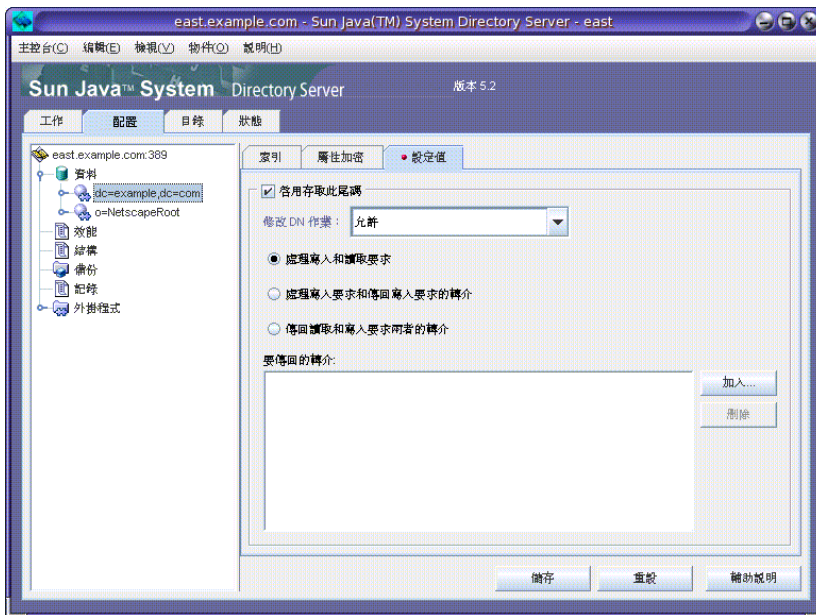 east.example.com - Sun Java(TM) System Directory Server - east
主控台(C) 編輯(E) 檢視(V) 物件(O) 說明(H)
Sun Java™ System Directory Server 版本 5.2
工作 配置 目錄 狀態
east.example.com:389
資料
dc=example,dc=com
o=NetscapeRoot
效能
結構
備份
記錄
外掛程式
索引 屬性加密 設定值
啟用存取此尾碼
修改 DN 作業： 允許
處理寫入和讀取要求
處理寫入要求和傳回寫入要求的轉介
傳回讀取和寫入要求兩者的轉介
要傳回的轉介:
加入...
刪除
儲存 重設 輔助說明